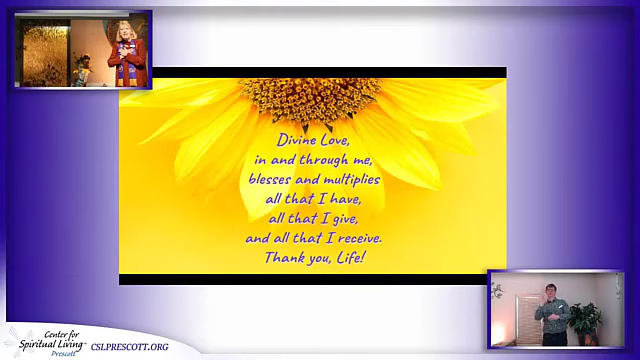 Divine Love,
in and through me,
blesses and multiplies
all that I have,
all that I give,
and all that I receive.
Thank you, Life!
Center for
Spiritual Living™
Prescott
CSLPRESCOTT.ORG